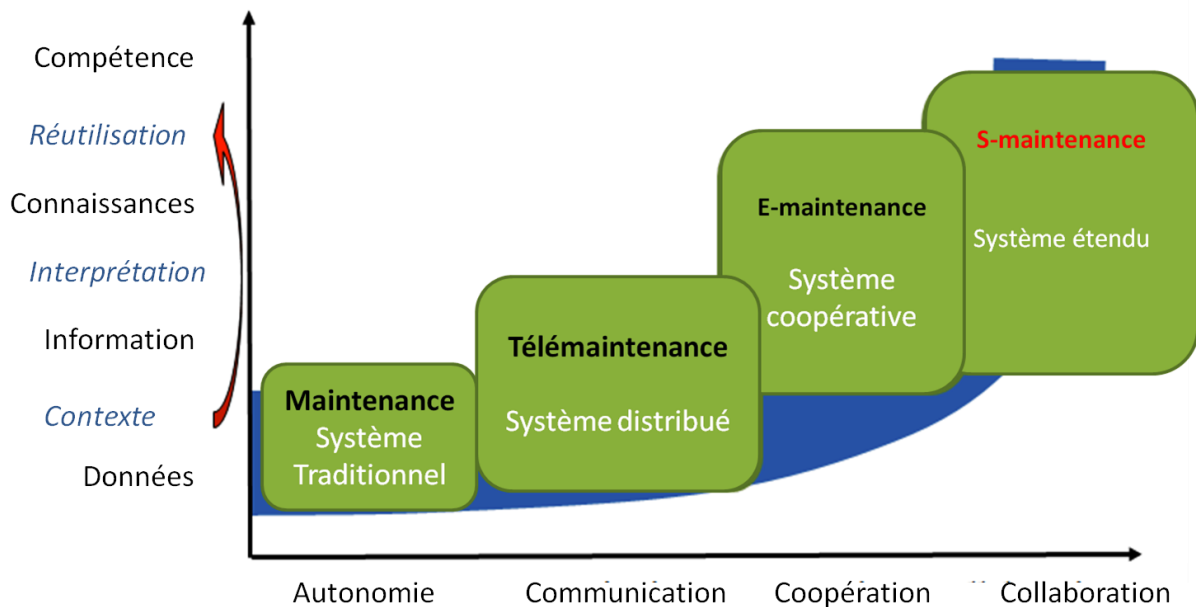 Compétence
Réutilisation
Connaissances
Interprétation
Information
Contexte
Données
Maintenance
Système
Traditionnel
Télémaintenance
Système distribué
E-maintenance
Système
coopérative
S-maintenance
Système étendu
Autonomie
Communication
Coopération
Collaboration